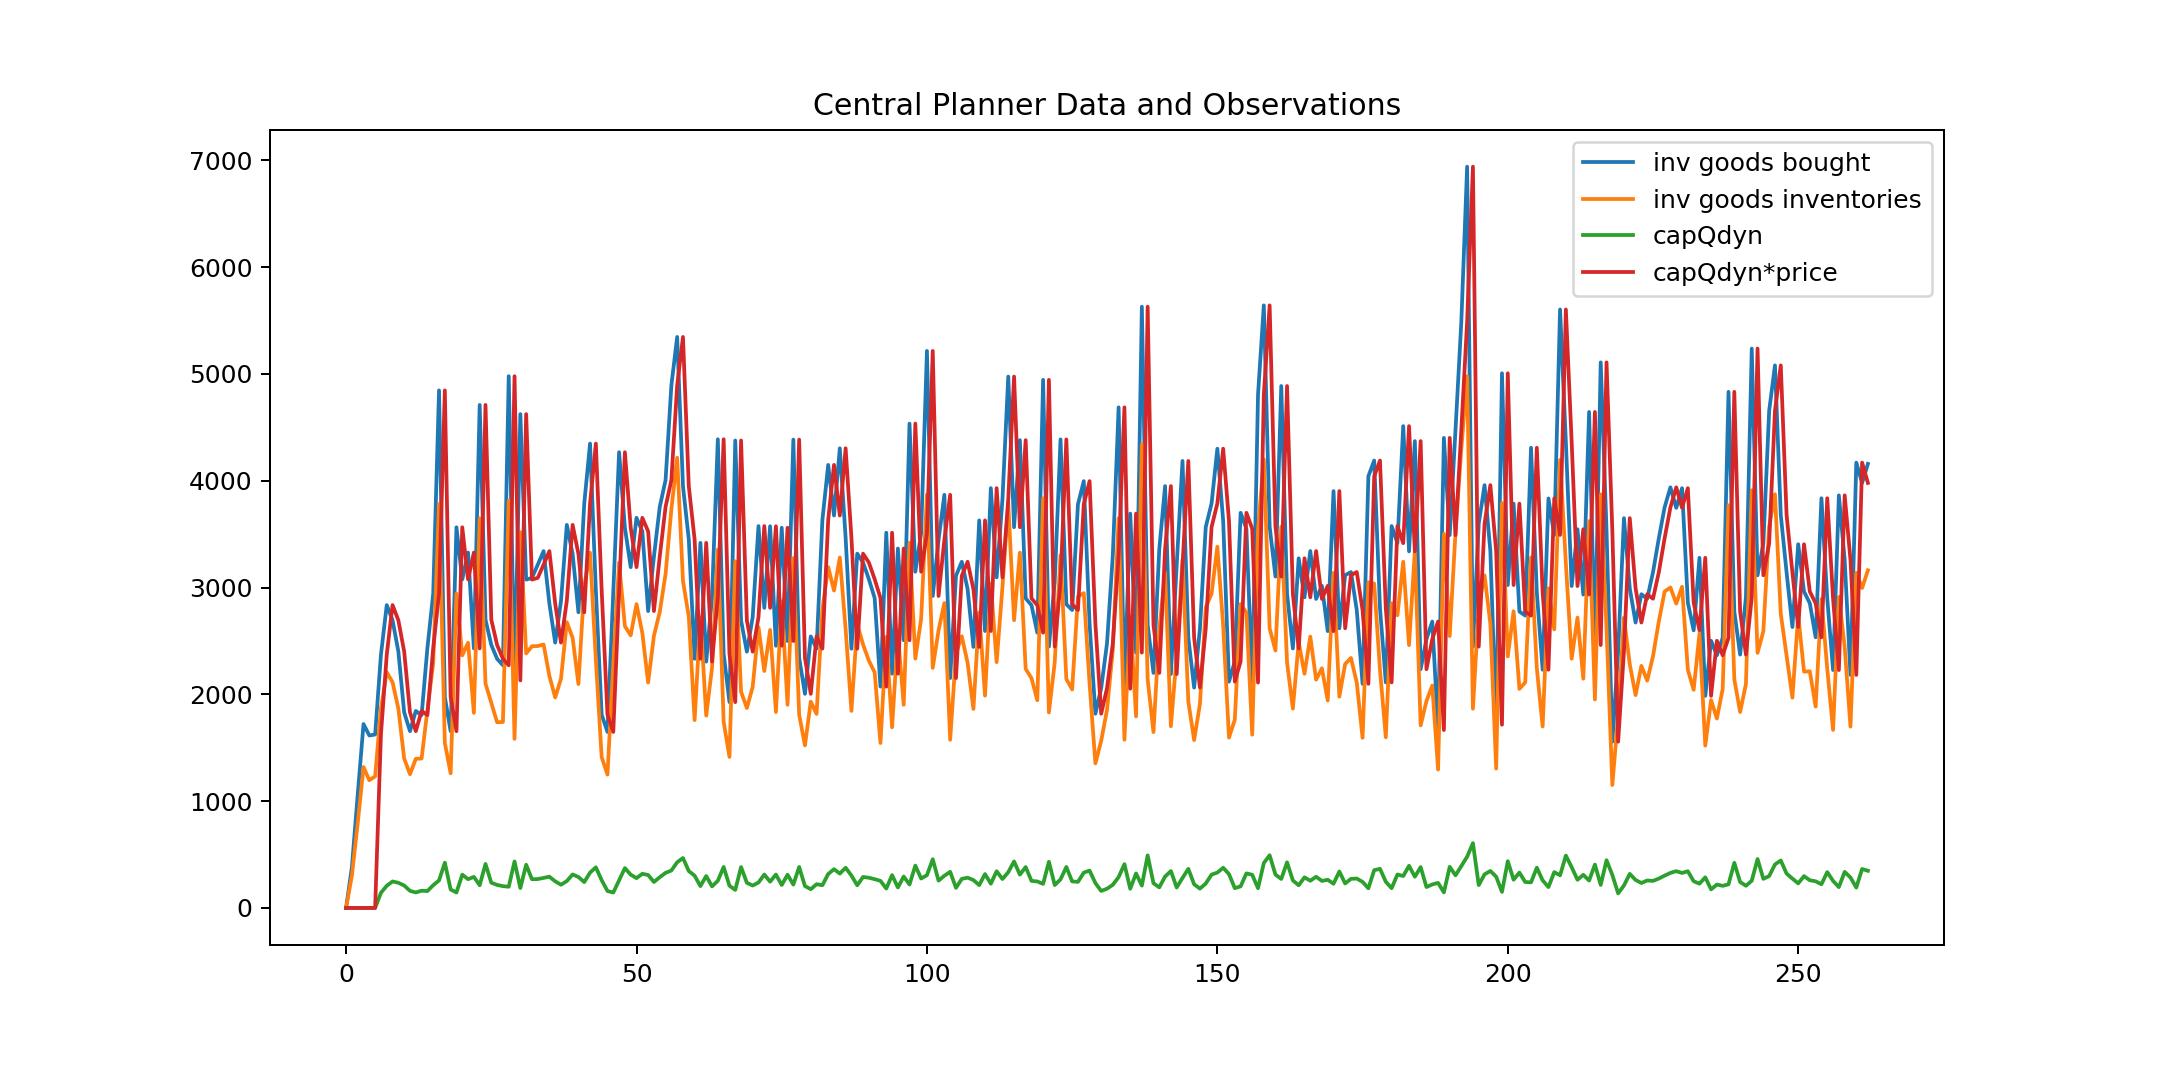 Central Planner Data and Observations
7000
6000
5000
4000
3000
2000
1000
0
inv goods bought
inv goods inventories
capQdyn
capQdyn*price
0 50 100 150 200 250